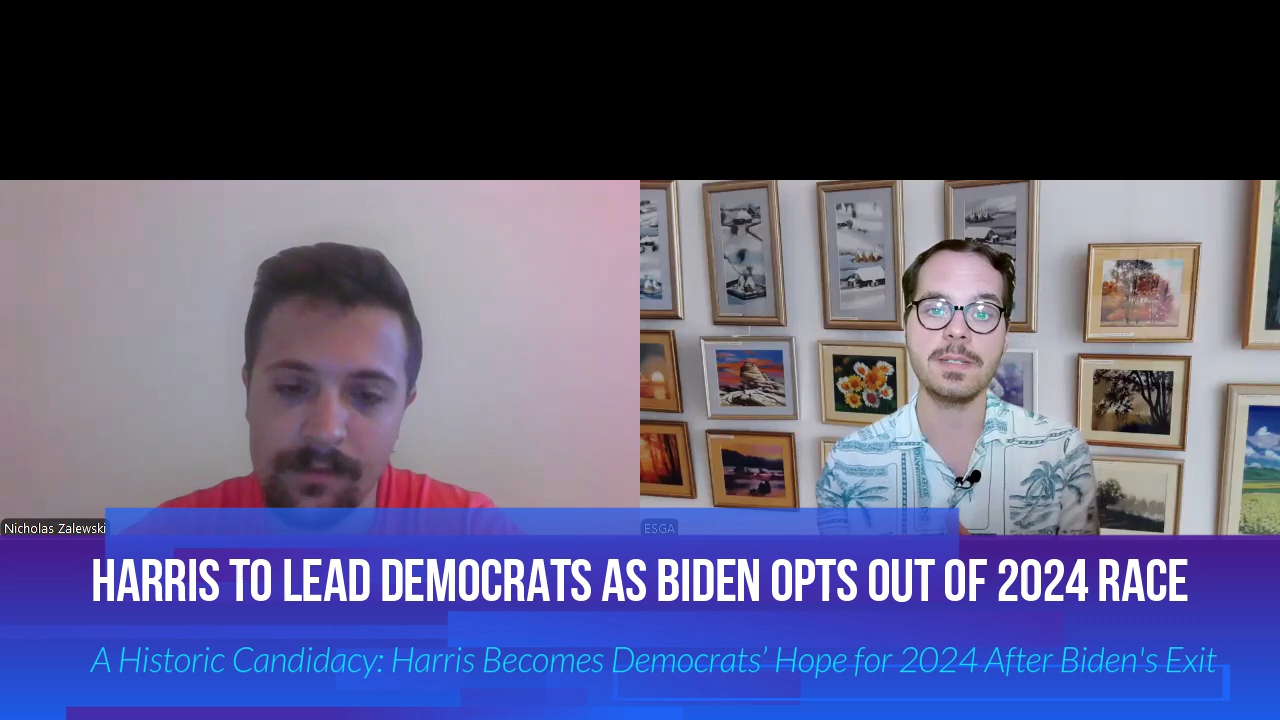 Nicholas Zalewski
ESGA
HARRIS TO LEAD DEMOCRATS AS BIDEN OPTS OUT OF 2024 RACE
A Historic Candidacy: Harris Becomes Democrats’ Hope for 2024 After Biden's Exit